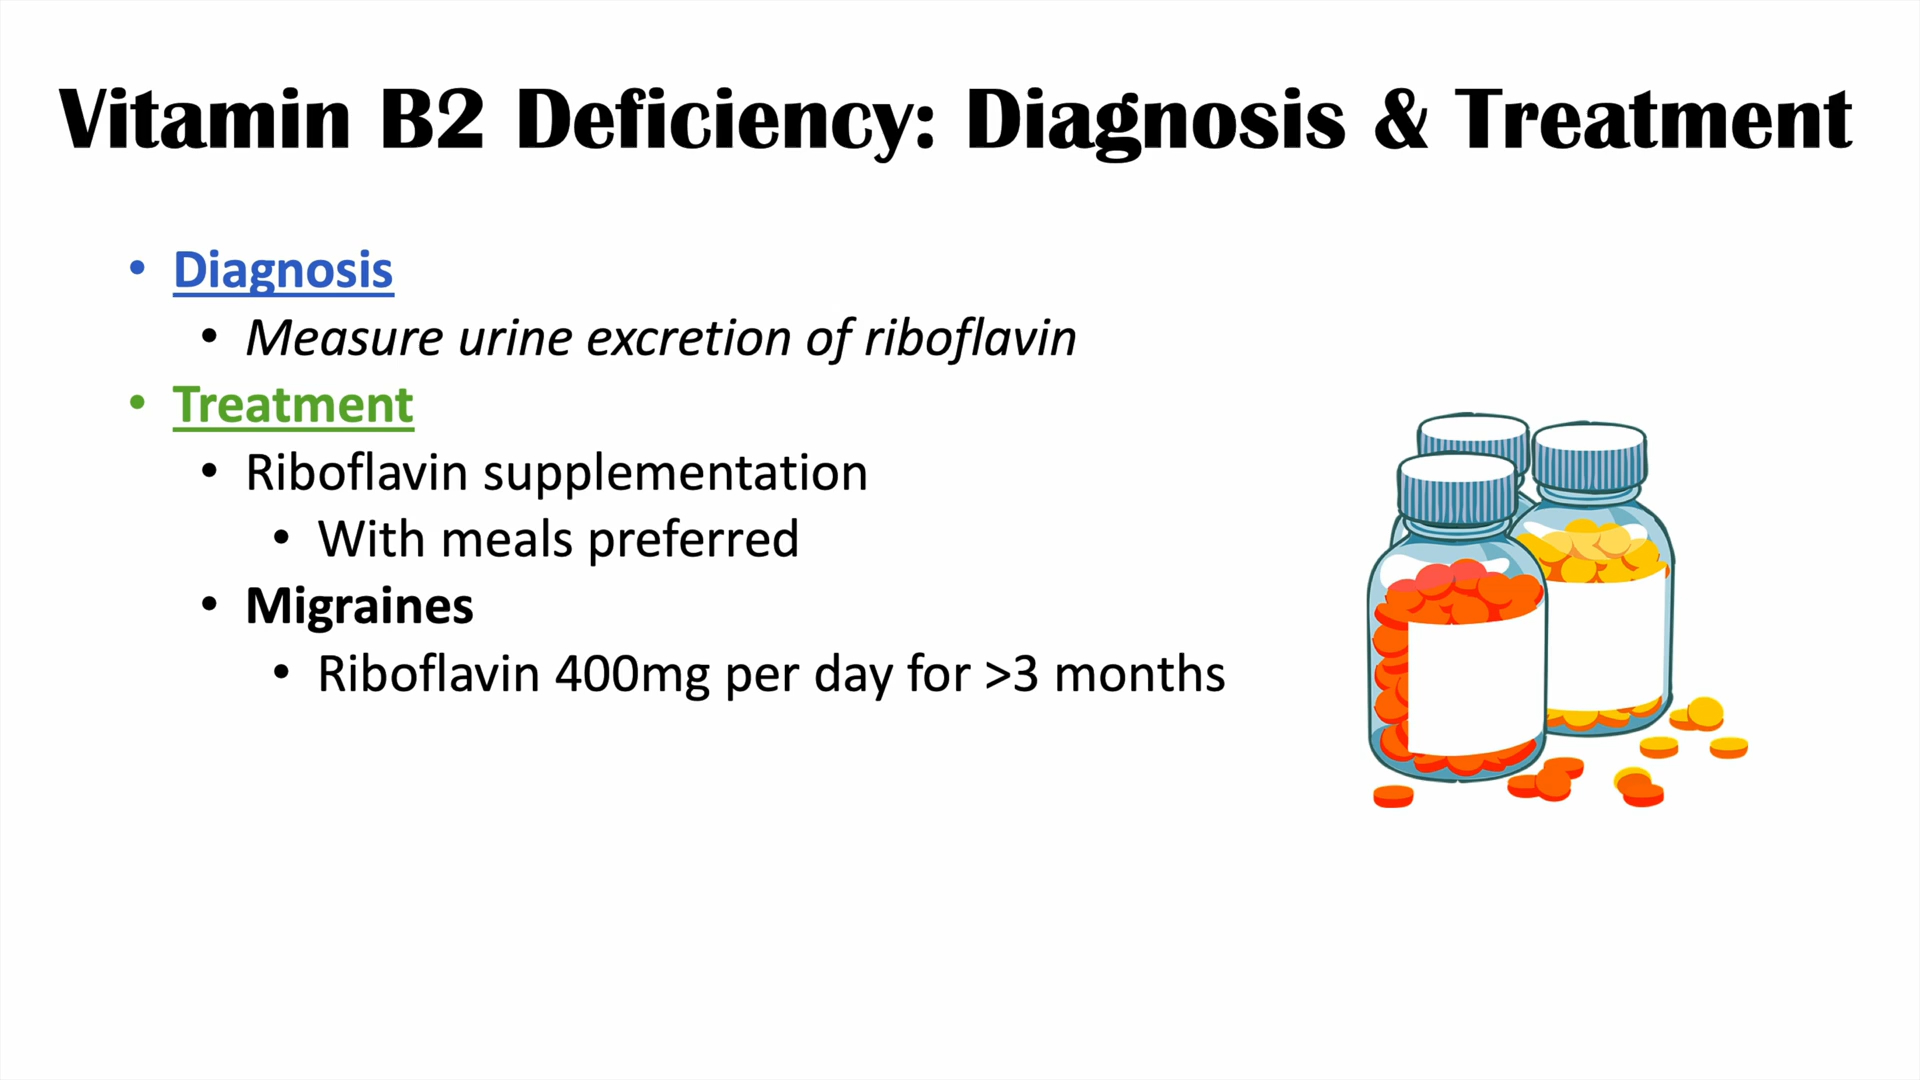 Vitamin B2 Deficiency: Diagnosis & Treatment
• Diagnosis
• Measure urine excretion of riboflavin
• Treatment
• Riboflavin supplementation
• With meals preferred
• Migraines
• Riboflavin 400mg per day for >3 months